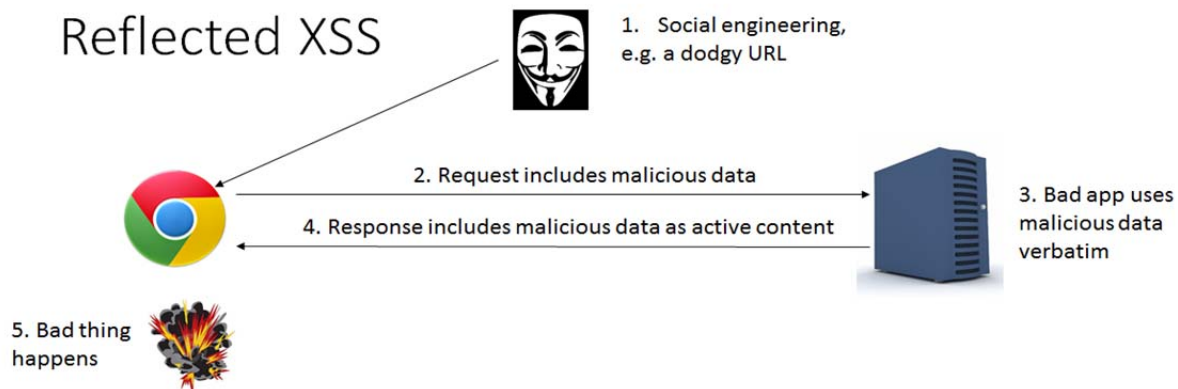 Reflected XSS
1. Social engineering,
e.g. a dodgy URL
2. Request includes malicious data
3. Bad app uses
malicious data
verbatim
4. Response includes malicious data as active content
5. Bad thing
happens